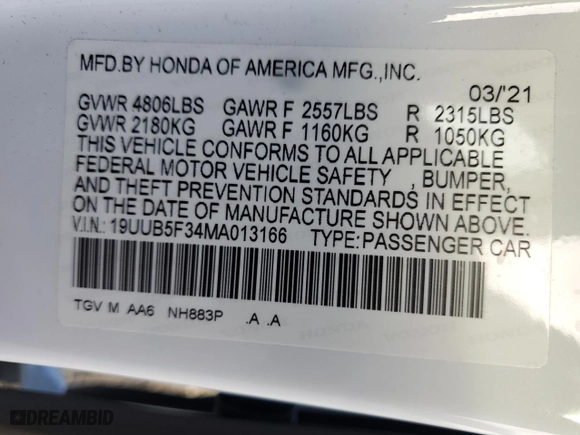 MFD.BY HONDA OF AMERICA MFG.,INC.
03/'21
GVWR 4806LBS GAWR F 2557LBS R 2315LBS
GVWR 2180KG GAWR F 1160KG R 1050KG
THIS VEHICLE CONFORMS TO ALL APPLICABLE
FEDERAL MOTOR VEHICLE SAFETY , BUMPER,
AND THEFT PREVENTION STANDARDS IN EFFECT
ON THE DATE OF MANUFACTURE SHOWN ABOVE.
V.I.N.: 19UUB5F34MA013166 TYPE:PASSENGER CAR
TGV M AA6 NH883P .A .A
DREAMBID